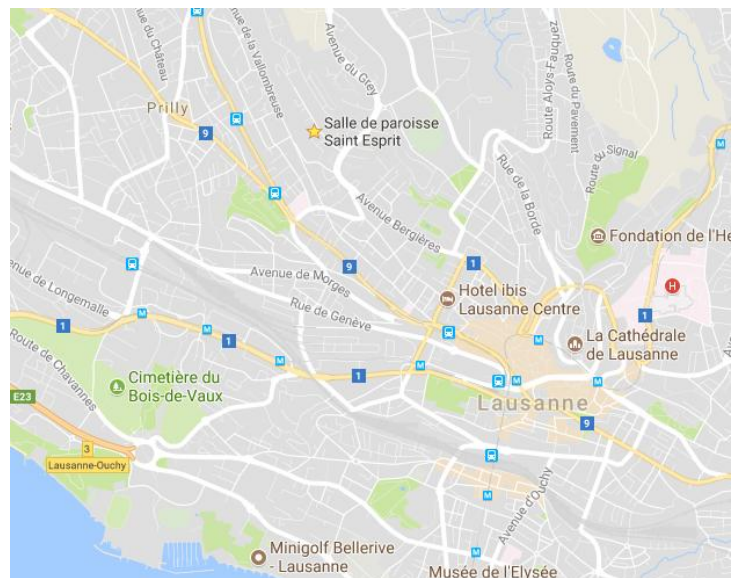 Avenue du Château
Avenue de la Vallombreuse
Avenue du Grey
Route Aloys-Fauquez
Route du Pavement
Prilly
9
Salle de paroisse
Saint Esprit
M
M
Route du Signal
Rue de la Borde
Avenue Bergières
Fondation de l'He
1
9
Avenue de Morges
Hotel ibis
Lausanne Centre
H
Avenue de Longemalle
Rue de Genève
M
1
1
M
M
1
M
La Cathédrale
de Lausanne
Route de Chavannes
Cimetière du
Bois-de-Vaux
M
1
M
M
E23
Lausanne
9
3
Lausanne-Ouchy
M
Avenue d'Ouchy
Minigolf Bellerive
- Lausanne
M
Musée de l'Elysée